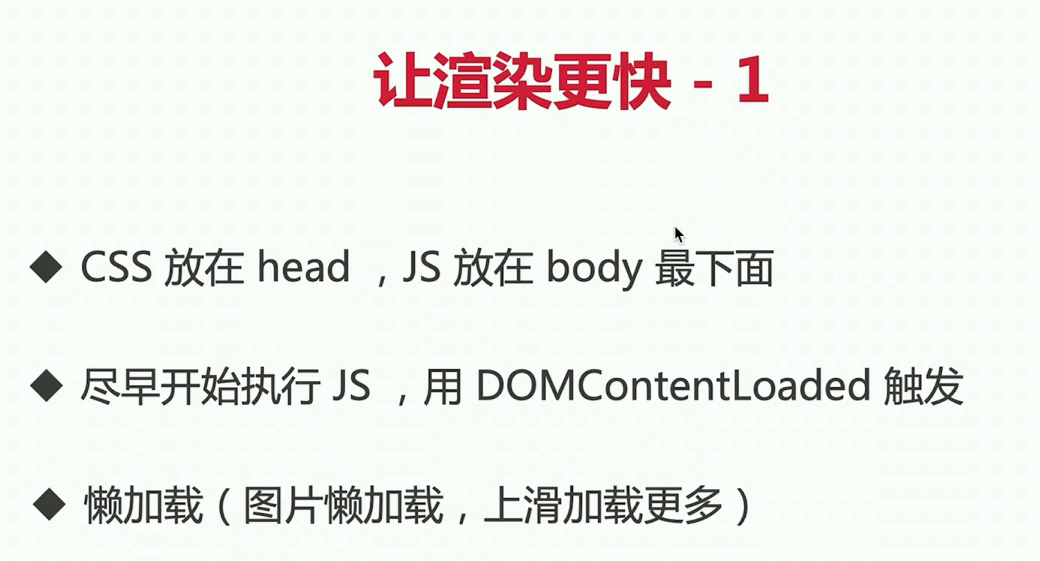 让渲染更快 - 1
◆ CSS 放在 head ，JS 放在 body 最下面
◆ 尽早开始执行 JS ，用 DOMContentLoaded 触发
◆ 懒加载（图片懒加载，上滑加载更多）